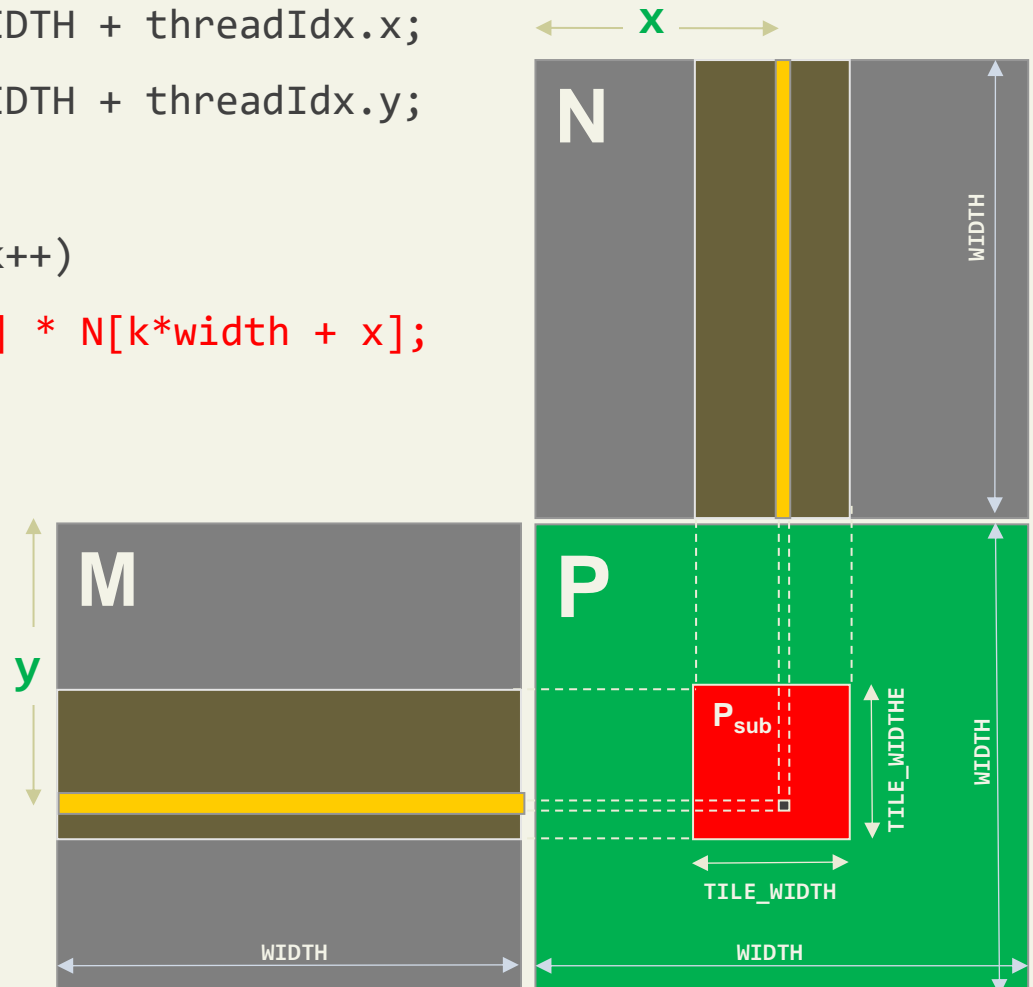 IDTH + threadIdx.x;
x
IDTH + threadIdx.y;
N
WIDTH
k++)
] * N[k*width + x];
M
P
y
Psub
TILE_WIDTHE
WIDTH
TILE_WIDTH
WIDTH
WIDTH